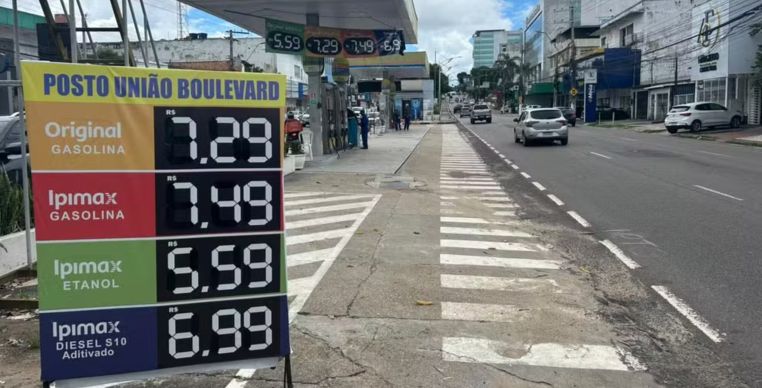 5.59 7.29 7.49 6.9
POSTO UNIÃO BOULEVARD
Original
GASOLINA
R$
7.29
Ipimax
GASOLINA
R$
7.49
Ipimax
ETANOL
R$
5.59
Ipimax
DIESEL S10
Aditivado
R$
6.99